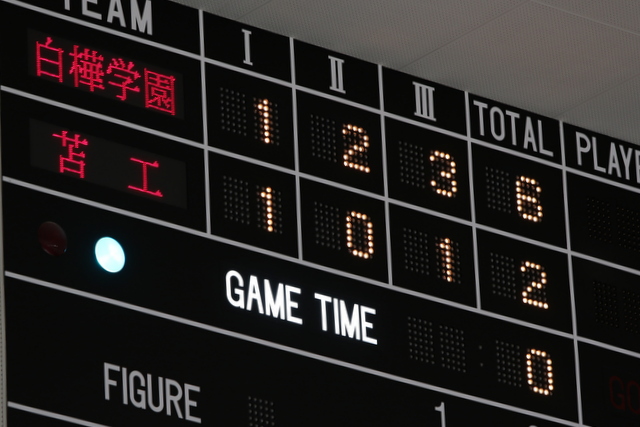 TEAM I II III TOTAL PLAYE
白樺学園 1 2 3 6
苫 工 1 0 1 2
GAME TIME 0
FIGURE 1